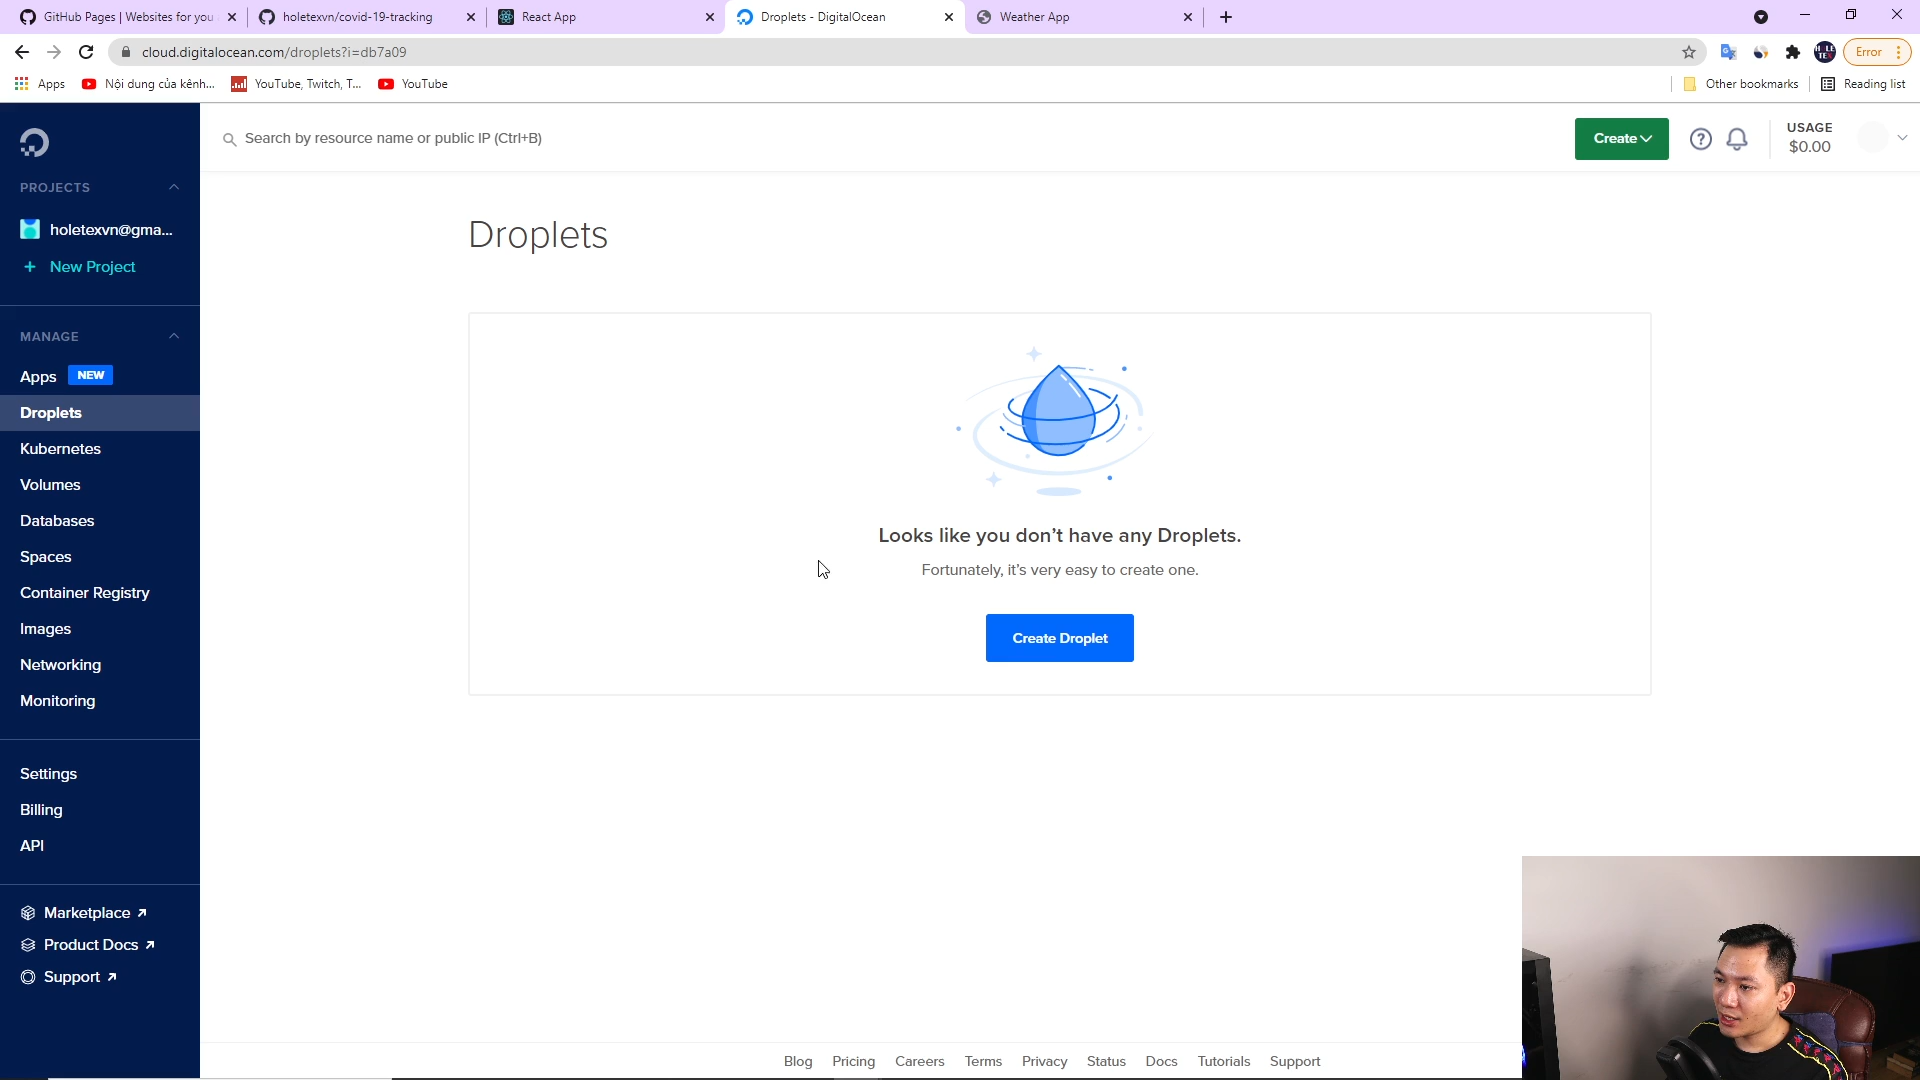 GitHub Pages | Websites for you
holetexvn/covid-19-tracking
React App
Droplets - DigitalOcean
Weather App
cloud.digitalocean.com/droplets?i=db7a09
Error
Apps
Nội dung của kênh...
YouTube, Twitch, T...
YouTube
Other bookmarks
Reading list
Search by resource name or public IP (Ctrl+B)
Create
USAGE
$0.00
PROJECTS
holetexvn@gma...
+ New Project
MANAGE
Apps NEW
Droplets
Kubernetes
Volumes
Databases
Spaces
Container Registry
Images
Networking
Monitoring
Settings
Billing
API
Marketplace
Product Docs
Support
Droplets
Looks like you don’t have any Droplets.
Fortunately, it’s very easy to create one.
Create Droplet
Blog Pricing Careers Terms Privacy Status Docs Tutorials Support